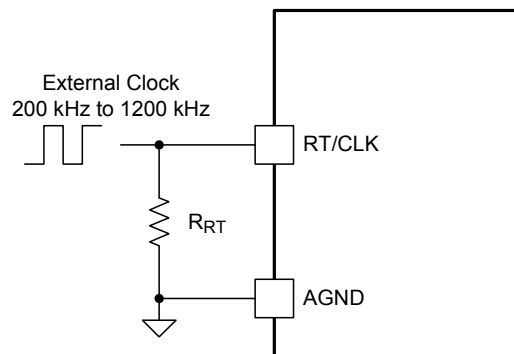 External Clock
200 kHz to 1200 kHz
RT/CLK
RRT
AGND